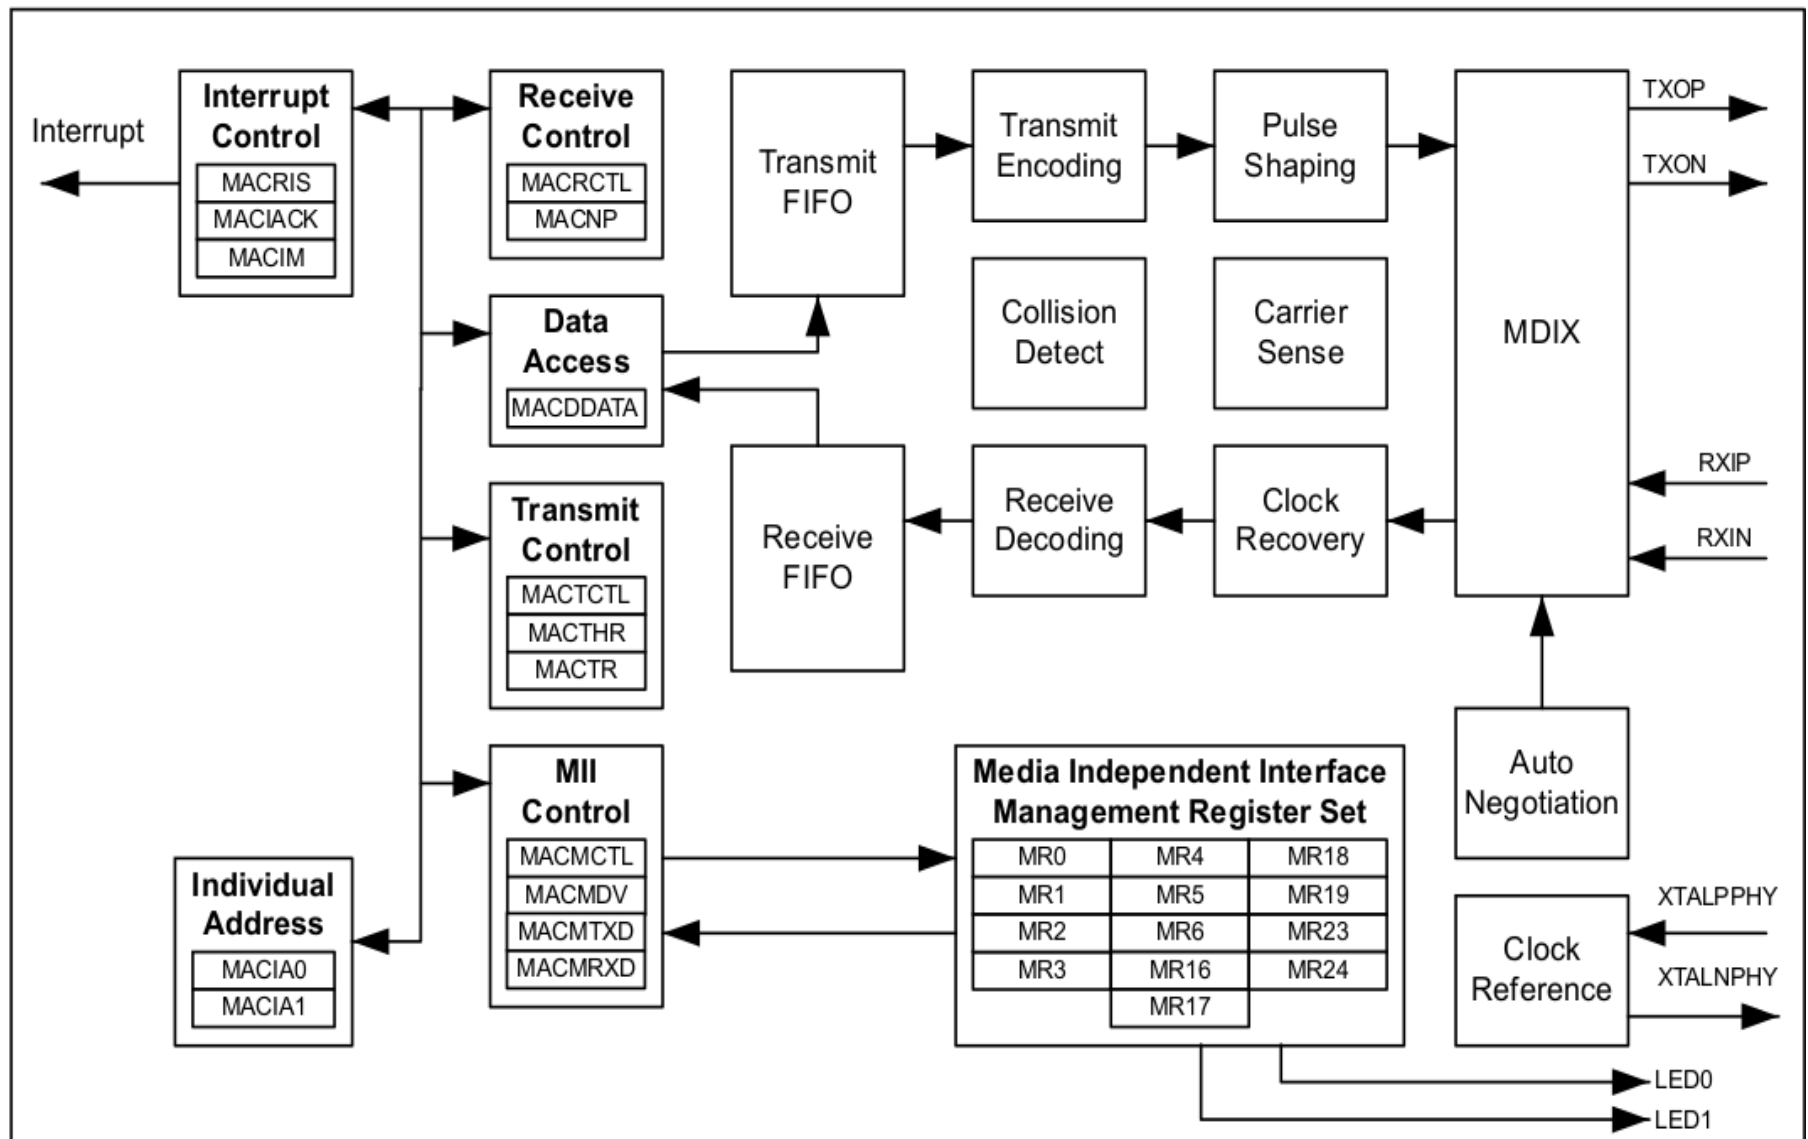 Interrupt
Interrupt
Control
MACRIS
MACIACK
MACIM
Receive
Control
MACRCTL
MACNP
Data
Access
MACDDATA
Transmit
Control
MACTCTL
MACTHR
MACTR
MII
Control
MACMCTL
MACMDV
MACMTXD
MACMRXD
Individual
Address
MACIA0
MACIA1
Transmit
FIFO
Transmit
Encoding
Pulse
Shaping
Collision
Detect
Carrier
Sense
Receive
FIFO
Receive
Decoding
Clock
Recovery
MDIX
TXOP
TXON
RXIP
RXIN
Auto
Negotiation
Media Independent Interface
Management Register Set
MR0 MR4 MR18
MR1 MR5 MR19
MR2 MR6 MR23
MR3 MR16 MR24
MR17
Clock
Reference
XTALPPHY
XTALNPHY
LED0
LED1